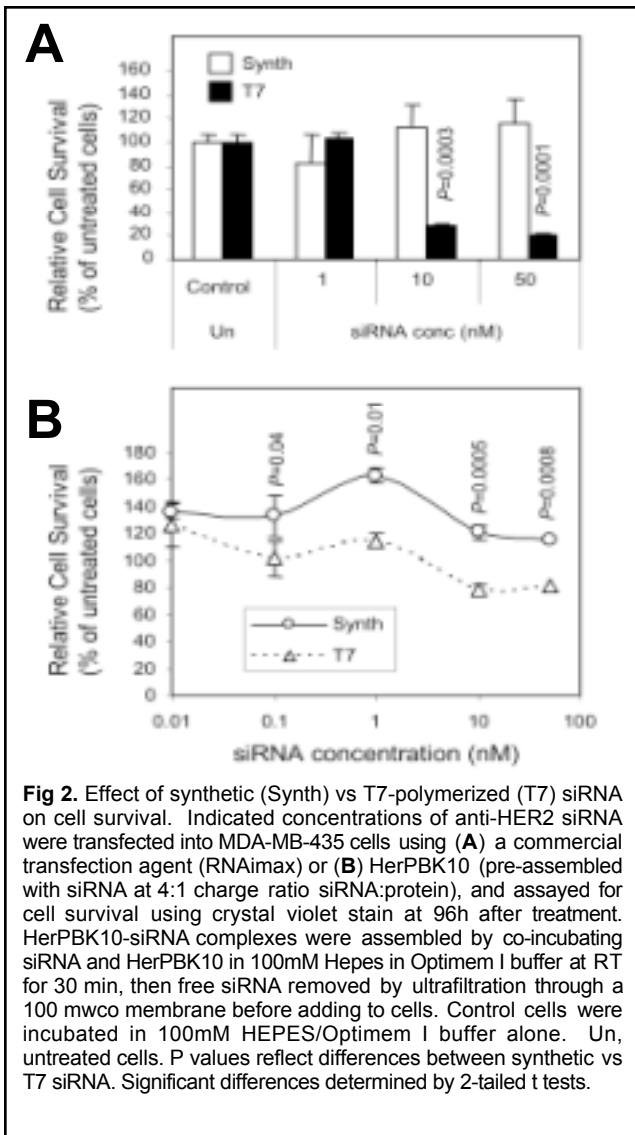 A
Relative Cell Survival
(% of untreated cells)
160
140
120
100
80
60
40
20
0
Synth
T7
P=0.0003
P=0.0001
Control
1
10
50
Un
siRNA conc (nM)
B
Relative Cell Survival
(% of untreated cells)
180
160
140
120
100
80
60
40
20
0
P=0.04
P=0.01
P=0.0005
P=0.0008
Synth
T7
0.01
0.1
1
10
100
siRNA concentration (nM)
Fig 2. Effect of synthetic (Synth) vs T7-polymerized (T7) siRNA
on cell survival. Indicated concentrations of anti-HER2 siRNA
were transfected into MDA-MB-435 cells using (A) a commercial
transfection agent (RNAimax) or (B) HerPBK10 (pre-assembled
with siRNA at 4:1 charge ratio siRNA:protein), and assayed for
cell survival using crystal violet stain at 96h after treatment.
HerPBK10-siRNA complexes were assembled by co-incubating
siRNA and HerPBK10 in 100mM Hepes in Optimem I buffer at RT
for 30 min, then free siRNA removed by ultrafiltration through a
100 mwco membrane before adding to cells. Control cells were
incubated in 100mM HEPES/Optimem I buffer alone. Un,
untreated cells. P values reflect differences between synthetic vs
T7 siRNA. Significant differences determined by 2-tailed t tests.